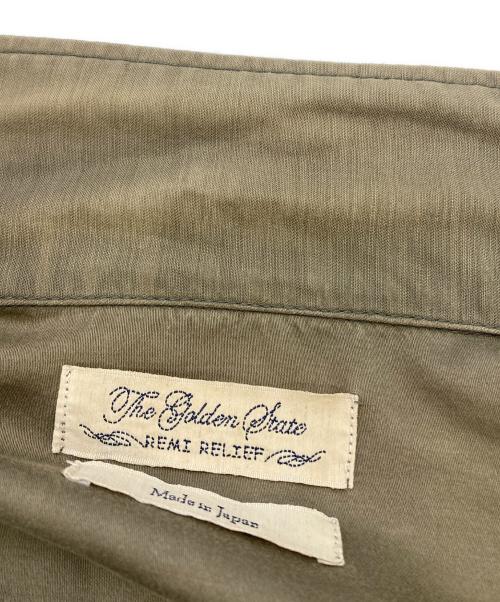 The Golden State
REMI RELIEF
Made in Japan